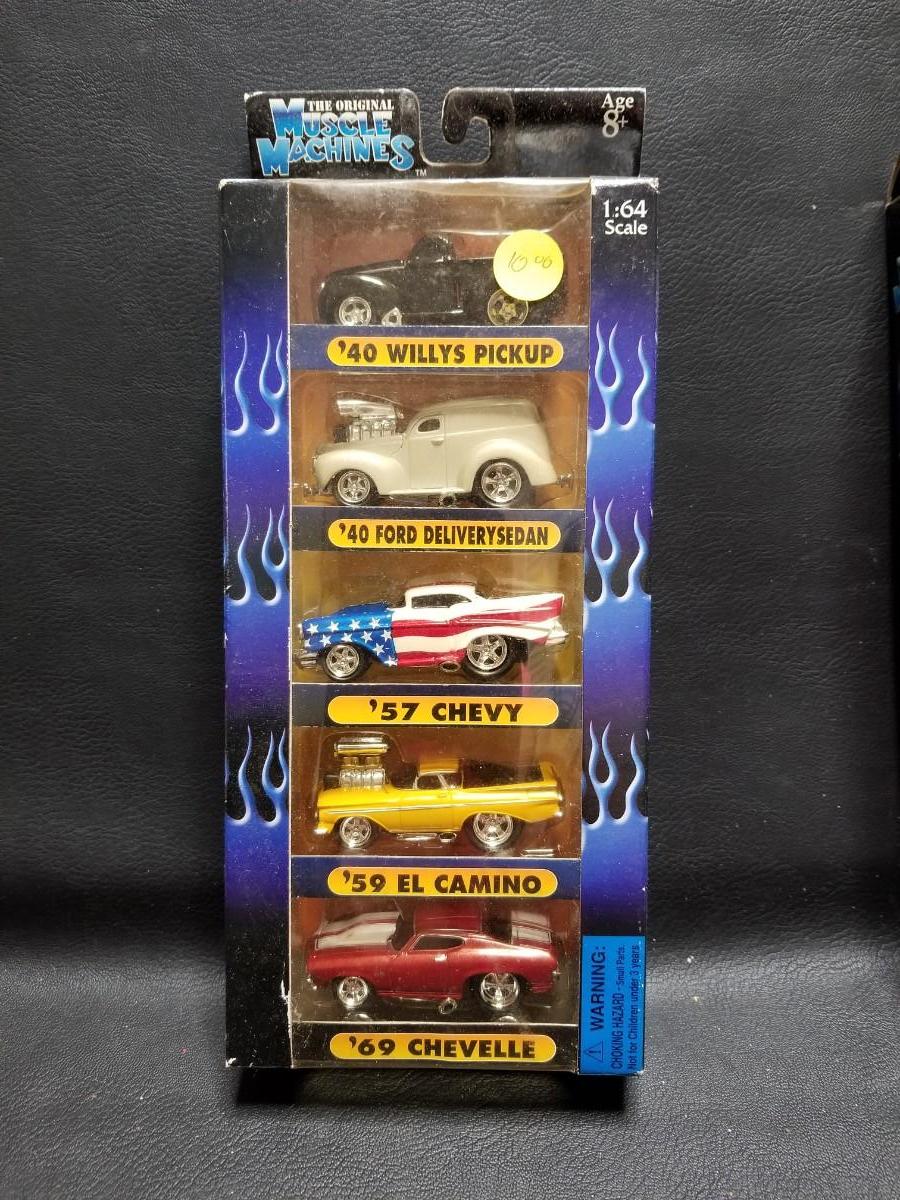 THE ORIGINAL
MUSCLE
MACHINES™
Age
8+
1:64
Scale
10 00
'40 WILLYS PICKUP
'40 FORD DELIVERYSEDAN
'57 CHEVY
'59 EL CAMINO
'69 CHEVELLE
⚠ WARNING:
CHOKING HAZARD - Small Parts.
Not for Children under 3 years.